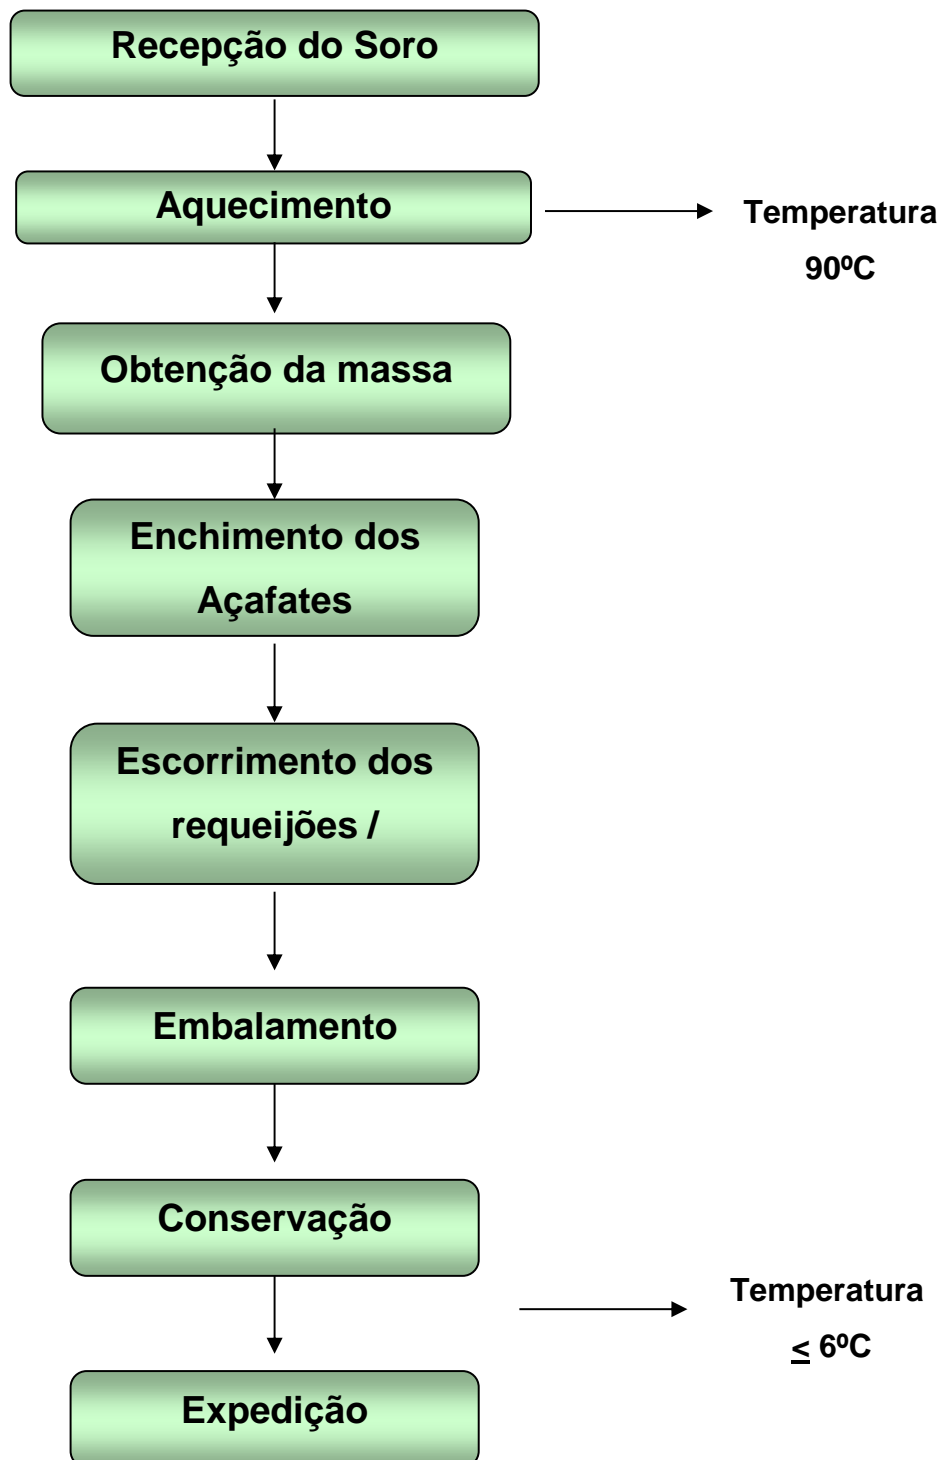 Recepção do Soro
Aquecimento
Temperatura
90ºC
Obtenção da massa
Enchimento dos
Açafates
Escorrimento dos
requeijões /
Embalamento
Conservação
Temperatura
≤ 6ºC
Expedição